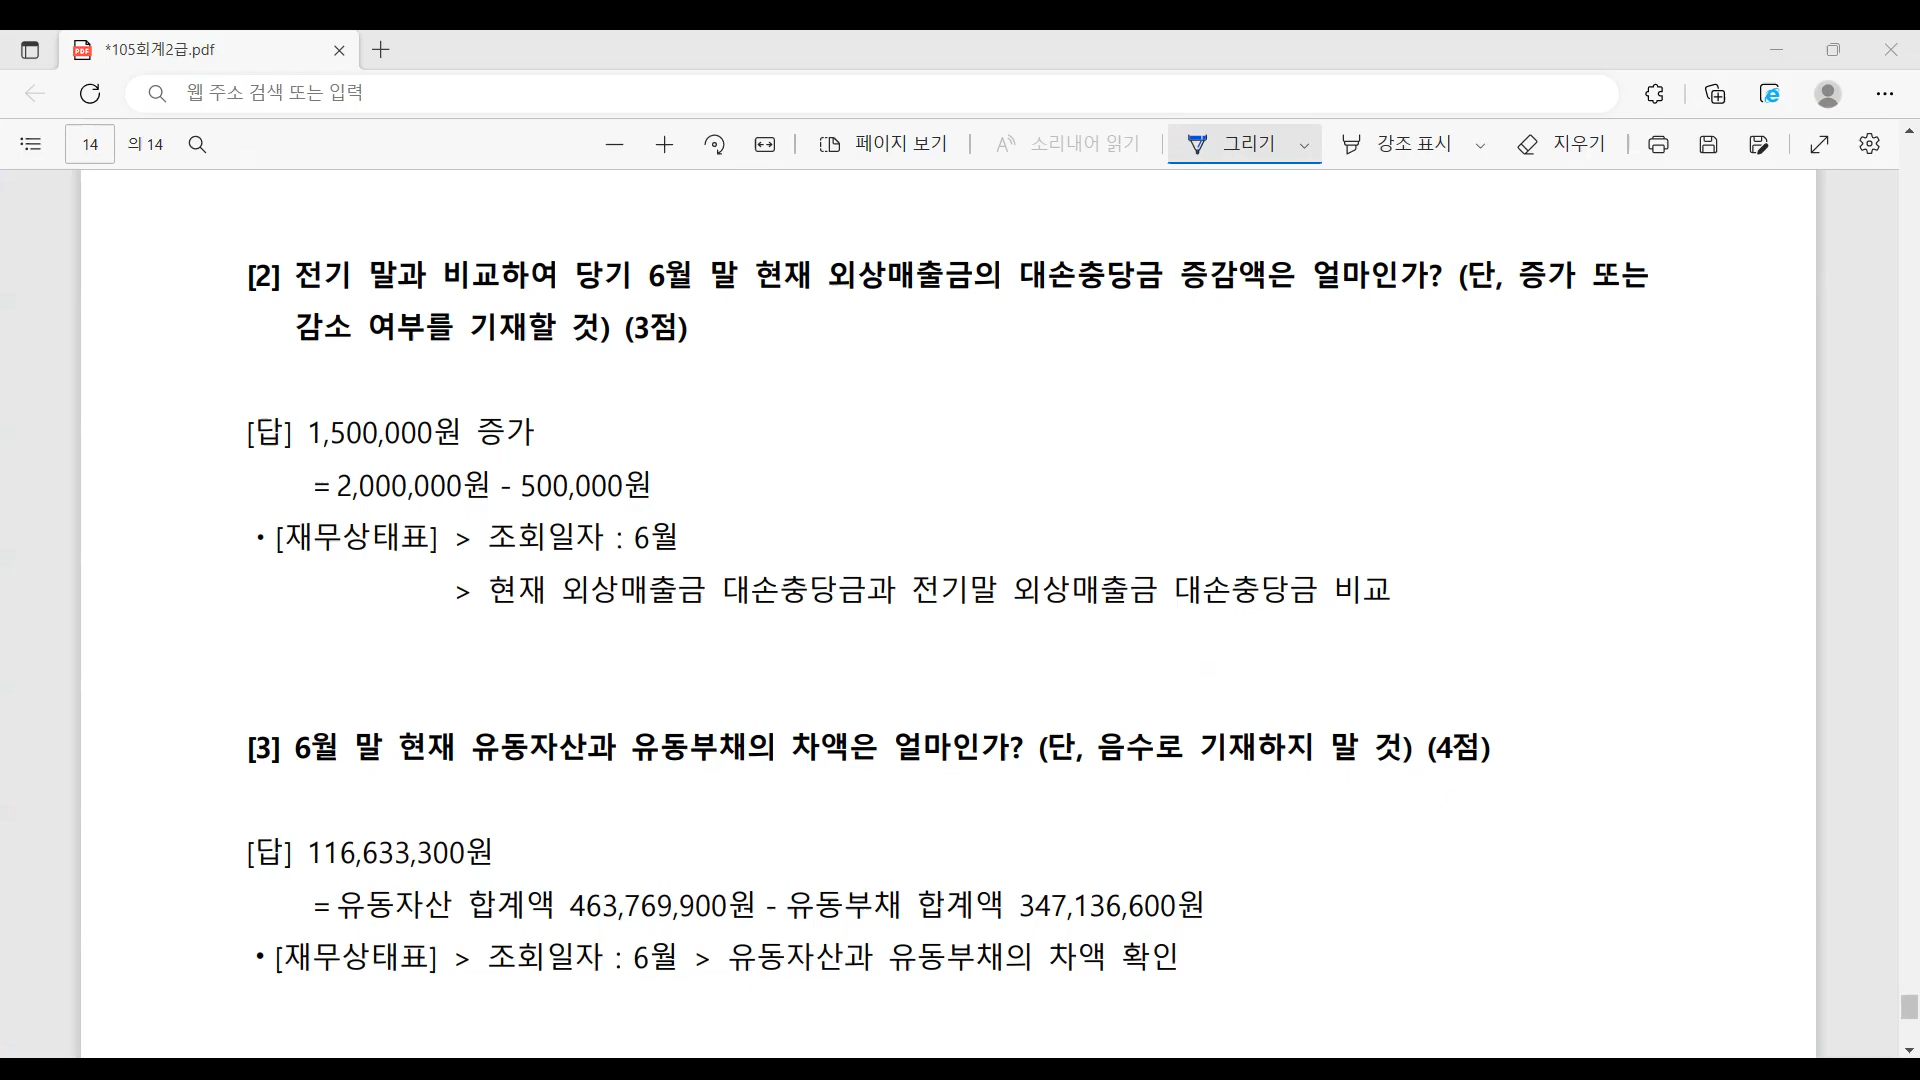 *105회계2급.pdf
웹 주소 검색 또는 입력
14 의 14 페이지 보기 소리내어 읽기 그리기 강조 표시 지우기
[2] 전기 말과 비교하여 당기 6월 말 현재 외상매출금의 대손충당금 증감액은 얼마인가? (단, 증가 또는
감소 여부를 기재할 것) (3점)
[답] 1,500,000원 증가
= 2,000,000원 - 500,000원
• [재무상태표] > 조회일자 : 6월
> 현재 외상매출금 대손충당금과 전기말 외상매출금 대손충당금 비교
[3] 6월 말 현재 유동자산과 유동부채의 차액은 얼마인가? (단, 음수로 기재하지 말 것) (4점)
[답] 116,633,300원
= 유동자산 합계액 463,769,900원 - 유동부채 합계액 347,136,600원
• [재무상태표] > 조회일자 : 6월 > 유동자산과 유동부채의 차액 확인